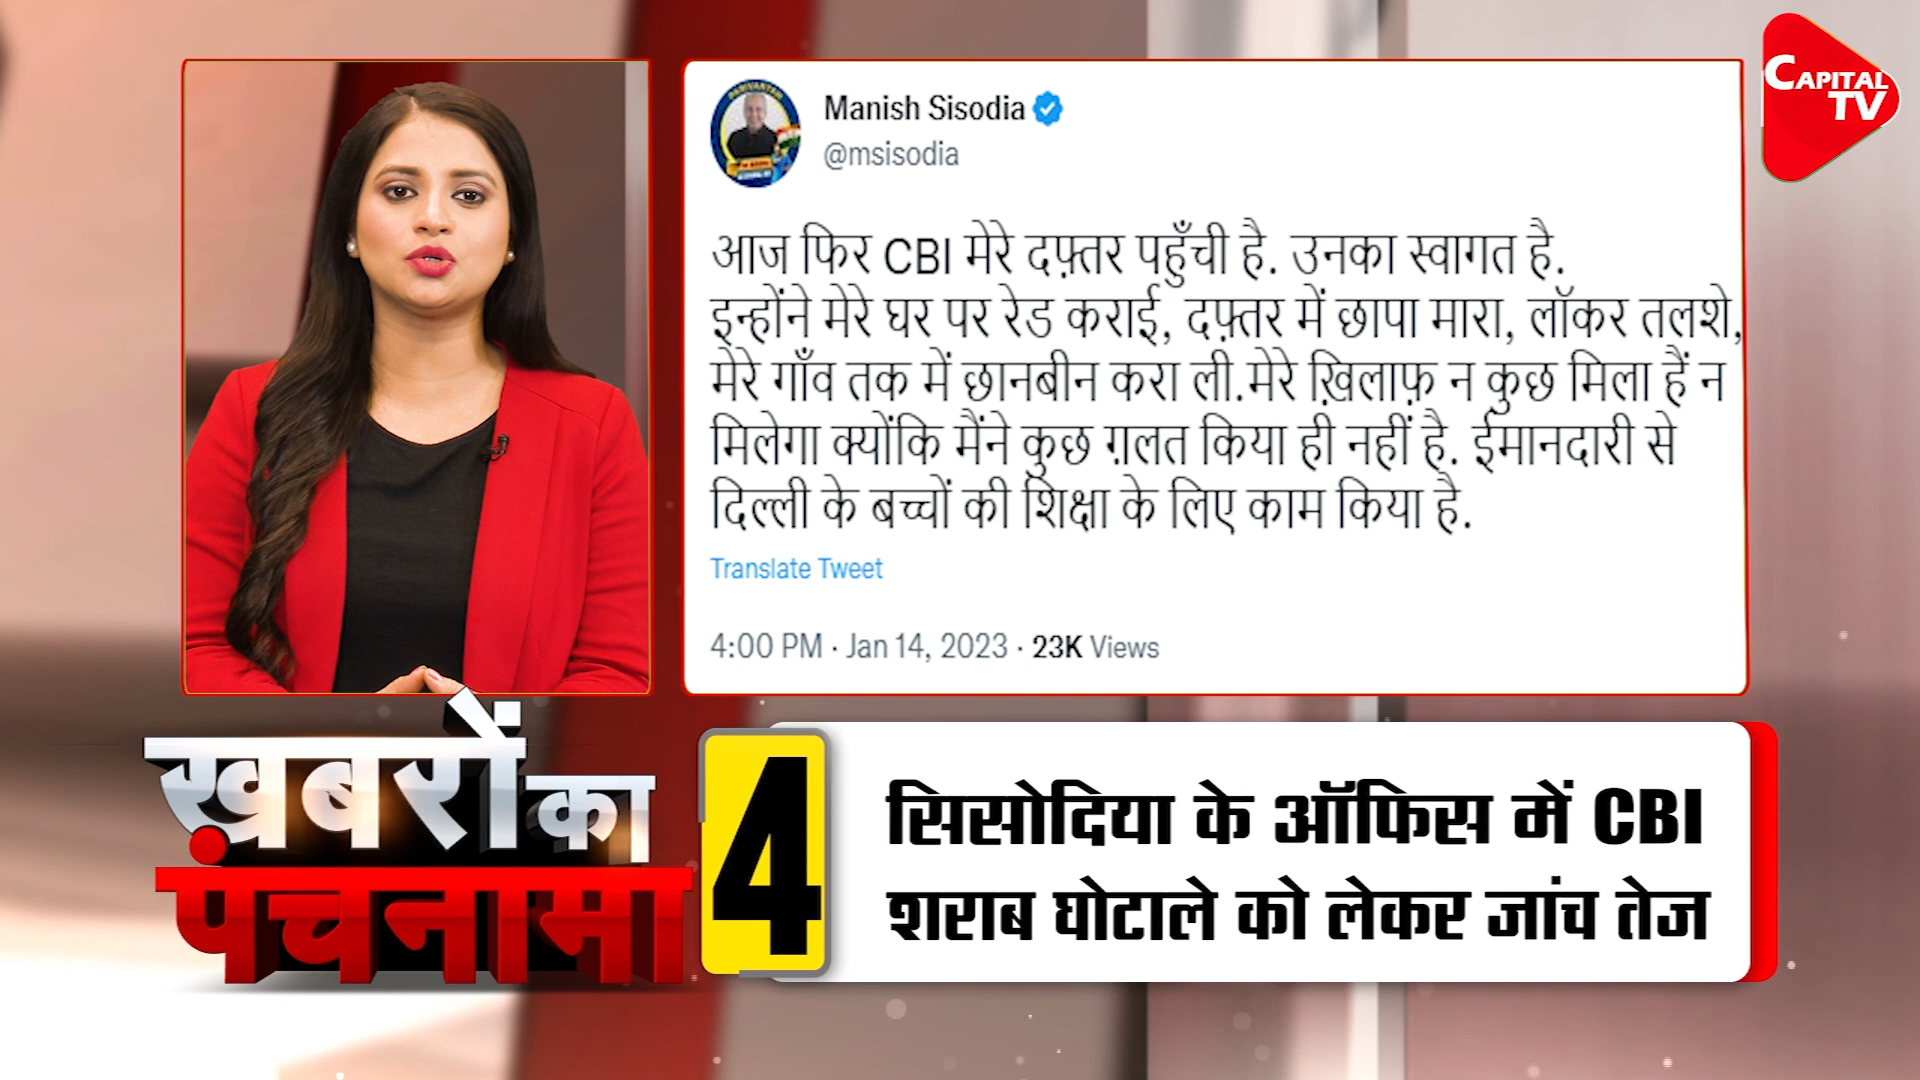 CAPITAL
TV
Manish Sisodia
@msisodia
आज फिर CBI मेरे दफ़्तर पहुँची है. उनका स्वागत है.
इन्होंने मेरे घर पर रेड कराई, दफ़्तर में छापा मारा, लॉकर तलशे,
मेरे गाँव तक में छानबीन करा ली.मेरे ख़िलाफ़ न कुछ मिला हैं न
मिलेगा क्योंकि मैंने कुछ ग़लत किया ही नहीं है. ईमानदारी से
दिल्ली के बच्चों की शिक्षा के लिए काम किया है.
Translate Tweet
4:00 PM · Jan 14, 2023 · 23K Views
ख़बरों का
पंचनामा
4
सिसोदिया के ऑफिस में CBI
शराब घोटाले को लेकर जांच तेज